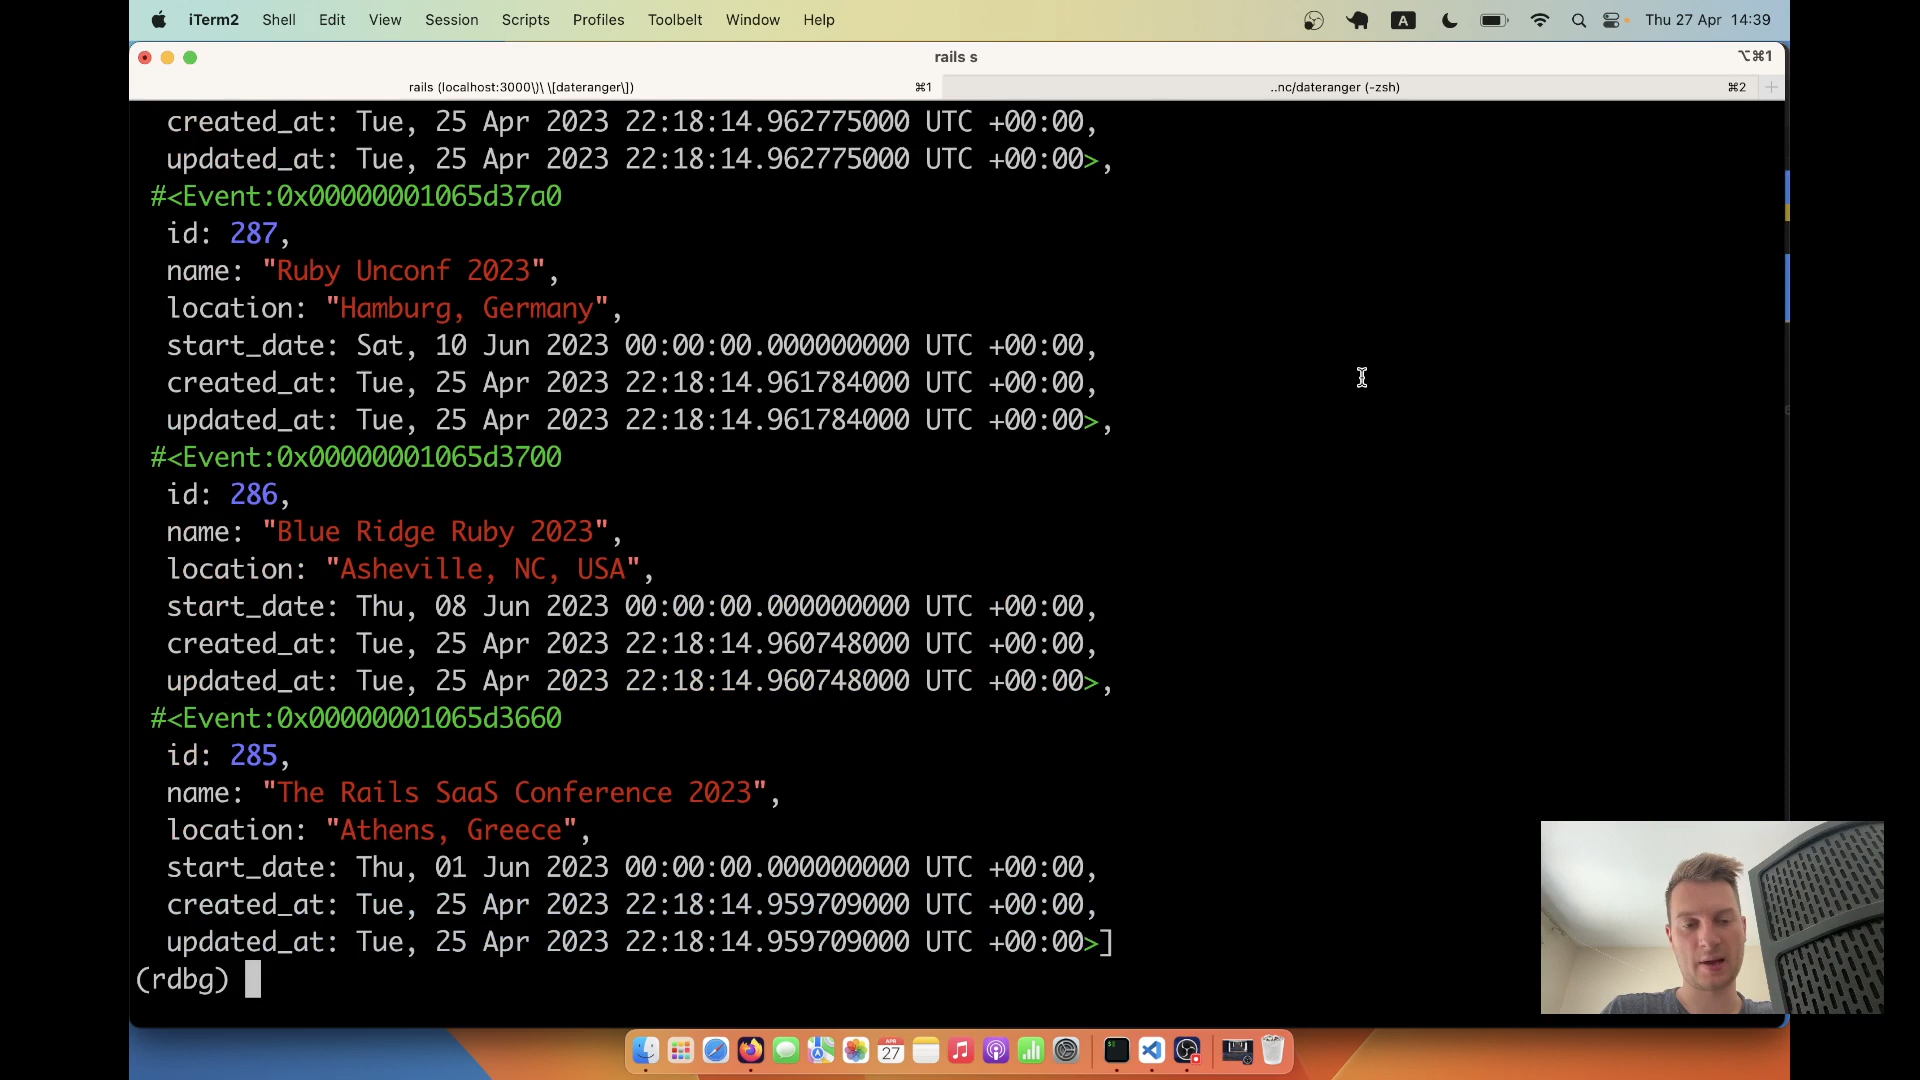 iTerm2 Shell Edit View Session Scripts Profiles Toolbelt Window Help A Thu 27 Apr 14:39
rails s ⌥⌘1
rails (localhost:3000\)\ \[dateranger\]) ⌘1 ..nc/dateranger (-zsh) ⌘2 +
created_at: Tue, 25 Apr 2023 22:18:14.962775000 UTC +00:00,
updated_at: Tue, 25 Apr 2023 22:18:14.962775000 UTC +00:00>,
#<Event:0x00000001065d37a0
id: 287,
name: "Ruby Unconf 2023",
location: "Hamburg, Germany",
start_date: Sat, 10 Jun 2023 00:00:00.000000000 UTC +00:00,
created_at: Tue, 25 Apr 2023 22:18:14.961784000 UTC +00:00,
updated_at: Tue, 25 Apr 2023 22:18:14.961784000 UTC +00:00>,
#<Event:0x00000001065d3700
id: 286,
name: "Blue Ridge Ruby 2023",
location: "Asheville, NC, USA",
start_date: Thu, 08 Jun 2023 00:00:00.000000000 UTC +00:00,
created_at: Tue, 25 Apr 2023 22:18:14.960748000 UTC +00:00,
updated_at: Tue, 25 Apr 2023 22:18:14.960748000 UTC +00:00>,
#<Event:0x00000001065d3660
id: 285,
name: "The Rails SaaS Conference 2023",
location: "Athens, Greece",
start_date: Thu, 01 Jun 2023 00:00:00.000000000 UTC +00:00,
created_at: Tue, 25 Apr 2023 22:18:14.959709000 UTC +00:00,
updated_at: Tue, 25 Apr 2023 22:18:14.959709000 UTC +00:00>]
(rdbg)
APR
27